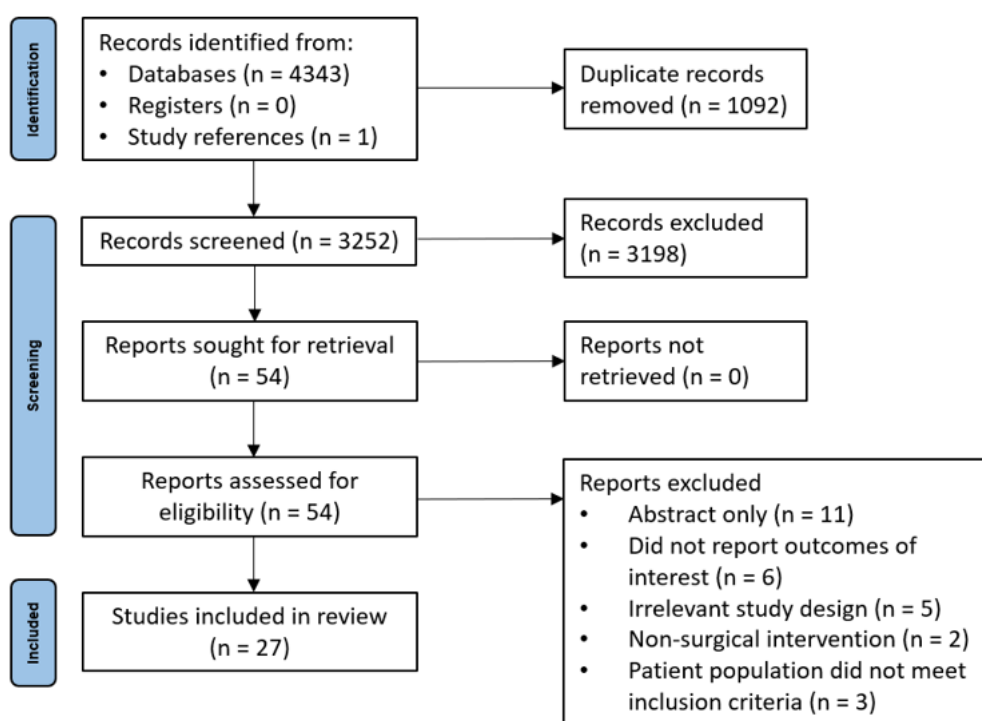 Identification
Records identified from:
• Databases (n = 4343)
• Registers (n = 0)
• Study references (n = 1)
Duplicate records
removed (n = 1092)
Screening
Records screened (n = 3252)
Records excluded
(n = 3198)
Reports sought for retrieval
(n = 54)
Reports not
retrieved (n = 0)
Reports assessed for
eligibility (n = 54)
Reports excluded
• Abstract only (n = 11)
• Did not report outcomes of
interest (n = 6)
• Irrelevant study design (n = 5)
• Non-surgical intervention (n = 2)
• Patient population did not meet
inclusion criteria (n = 3)
Included
Studies included in review
(n = 27)